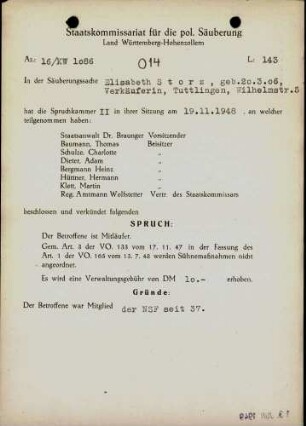 Staatskommissariat für die pol. Säuberung
Land Württemberg-Hohenzollern
Az: 16/KW 1o86
014
L: 143
In der Säuberungssache Elisabeth Storz, geb.2o.3.o6,
Verkäuferin, Tuttlingen, Wilhelmstr.3
hat die Spruchkammer II in ihrer Sitzung am 19.11.1948 , an welcher
teilgenommen haben:
Staatsanwalt Dr. Braunger Vorsitzender
Baumann, Thomas Beisitzer
Schulze, Charlotte „
Dieter, Adam „
Bergmann Heinz „
Hüttner, Hermann „
Klett, Martin „
Reg. Amtmann Wolfstetter Vertr. des Staatskommissars
beschlossen und verkündet folgenden
SPRUCH:
Der Betroffene ist Mitläufer.
Gem. Art. 3 der VO. 133 vom 17. 11. 47 in der Fassung des
Art. 1 der VO. 165 vom 13. 7. 48 werden Sühnemaßnahmen nicht
angeordnet.
Es wird eine Verwaltungsgebühr von DM 1o.- erhoben.
Gründe:
Der Betroffene war Mitglied der NSF seit 37.